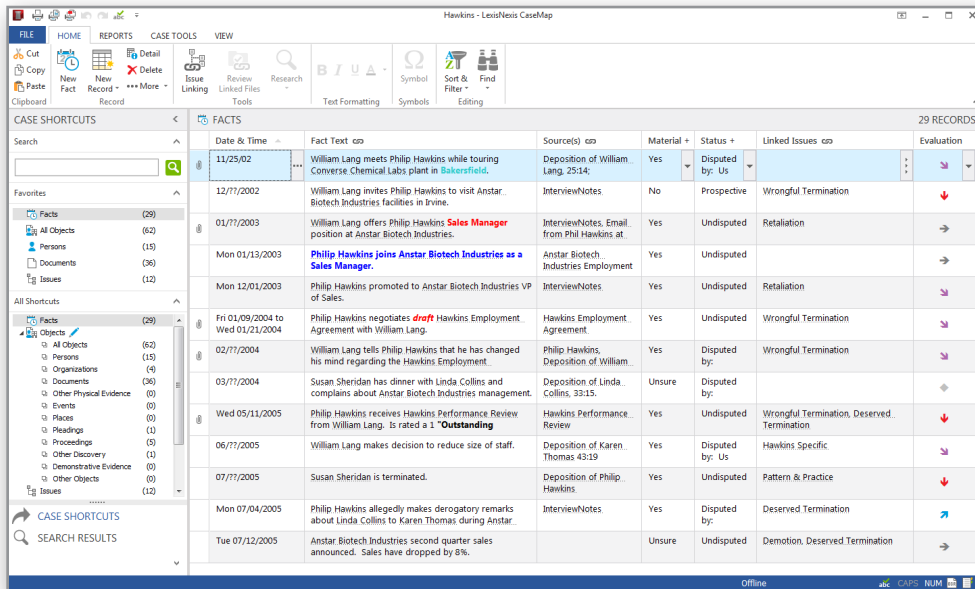 Hawkins - LexisNexis CaseMap
FILE HOME REPORTS CASE TOOLS VIEW
Cut
Copy
Paste
Clipboard
New Fact
New Record
Detail
Delete
More
Record
Issue Linking
Review Linked Files
Research
Tools
B I U A
Text Formatting
Symbol
Symbols
Sort & Filter
Find
Editing
CASE SHORTCUTS
Search
Favorites
Facts (29)
All Objects (62)
Persons (15)
Documents (36)
Issues (12)
All Shortcuts
Facts (29)
Objects
All Objects (62)
Persons (15)
Organizations (4)
Documents (36)
Other Physical Evidence (0)
Events (0)
Places (0)
Pleadings (1)
Proceedings (5)
Other Discovery (1)
Demonstrative Evidence (0)
Other Objects (0)
Issues (12)
CASE SHORTCUTS
SEARCH RESULTS
FACTS 29 RECORDS
Date & Time Fact Text Source(s) Material + Status + Linked Issues Evaluation
11/25/02 William Lang meets Philip Hawkins while touring Deposition of William Yes Disputed
Converse Chemical Labs plant in Bakersfield. Lang, 25:14; by: Us
12/??/2002 William Lang invites Philip Hawkins to visit Anstar InterviewNotes No Prospective Wrongful Termination
Biotech Industries facilities in Irvine.
01/??/2003 William Lang offers Philip Hawkins Sales Manager InterviewNotes, Email Yes Undisputed Retaliation
position at Anstar Biotech Industries. from Phil Hawkins at
Mon 01/13/2003 Philip Hawkins joins Anstar Biotech Industries as a Anstar Biotech Yes Undisputed
Sales Manager. Industries Employment
Mon 12/01/2003 Philip Hawkins promoted to Anstar Biotech Industries VP InterviewNotes Yes Undisputed Retaliation
of Sales.
Fri 01/09/2004 to Philip Hawkins negotiates draft Hawkins Employment Hawkins Employment Yes Undisputed Wrongful Termination
Wed 01/21/2004 Agreement with William Lang. Agreement
02/??/2004 William Lang tells Philip Hawkins that he has changed Philip Hawkins, Yes Disputed Wrongful Termination
his mind regarding the Hawkins Employment Deposition of William by:
03/??/2004 Susan Sheridan has dinner with Linda Collins and Deposition of Linda Unsure Disputed
complains about Anstar Biotech Industries management. Collins, 33:15. by:
Wed 05/11/2005 Philip Hawkins receives Hawkins Performance Review Hawkins Performance Yes Undisputed Wrongful Termination, Deserved
from William Lang. Is rated a 1 "Outstanding Review Termination
06/??/2005 William Lang makes decision to reduce size of staff. Deposition of Karen Yes Disputed Hawkins Specific
Thomas 43:19 by: Us
07/??/2005 Susan Sheridan is terminated. Deposition of Philip Yes Undisputed Pattern & Practice
Hawkins
Mon 07/04/2005 Philip Hawkins allegedly makes derogatory remarks InterviewNotes Yes Disputed Deserved Termination
about Linda Collins to Karen Thomas during Anstar by:
Tue 07/12/2005 Anstar Biotech Industries second quarter sales Unsure Undisputed Demotion, Deserved Termination
announced. Sales have dropped by 8%.
Offline abc CAPS NUM